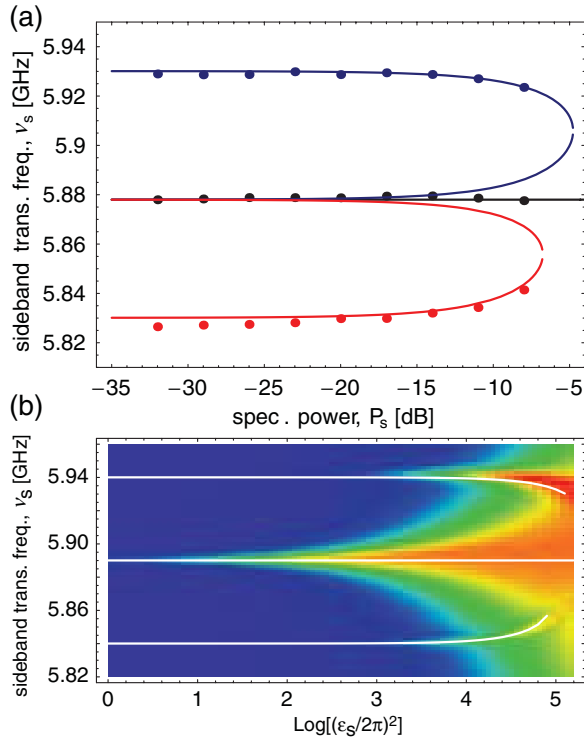 (a)
sideband trans. freq., νs [GHz]
5.94
5.92
5.9
5.88
5.86
5.84
5.82
−35 −30 −25 −20 −15 −10 −5
spec. power, Ps [dB]
(b)
sideband trans. freq., νs [GHz]
5.94
5.90
5.86
5.82
0 1 2 3 4 5
Log[(εs/2π)²]